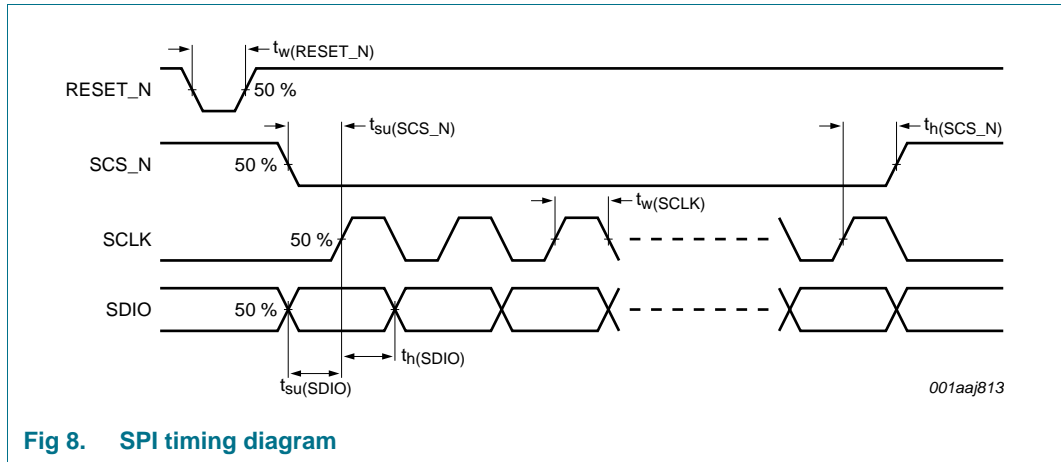 tw(RESET_N)
RESET_N
50 %
tsu(SCS_N)
th(SCS_N)
SCS_N
50 %
tw(SCLK)
SCLK
50 %
SDIO
50 %
th(SDIO)
tsu(SDIO)
001aaj813
Fig 8. SPI timing diagram